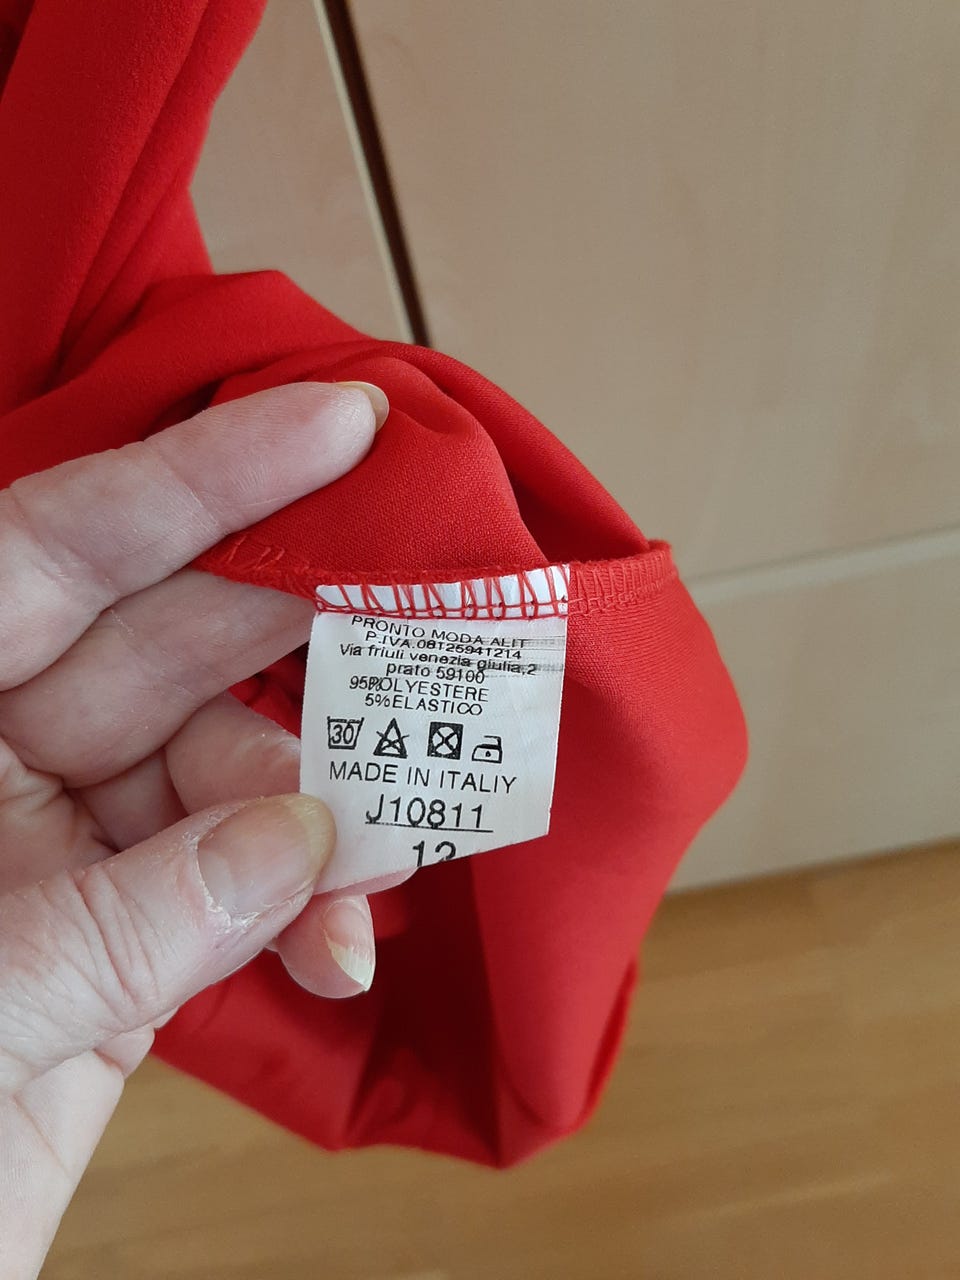 PRONTO MODA ALIT
P.IVA.08125941214
Via friuli venezia giulia,2
prato 59100
95%POLYESTERE
5%ELASTICO
30
MADE IN ITALIY
J10811
12